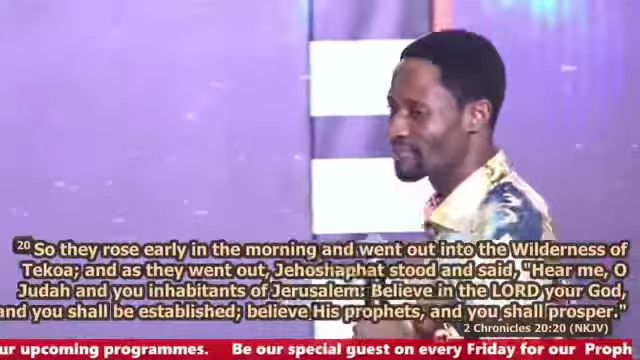 20 So they rose early in the morning and went out into the Wilderness of
Tekoa; and as they went out, Jehoshaphat stood and said, "Hear me, O
Judah and you inhabitants of Jerusalem: Believe in the LORD your God,
and you shall be established; believe His prophets, and you shall prosper."
2 Chronicles 20:20 (NKJV)
ur upcoming programmes. Be our special guest on every Friday for our Proph